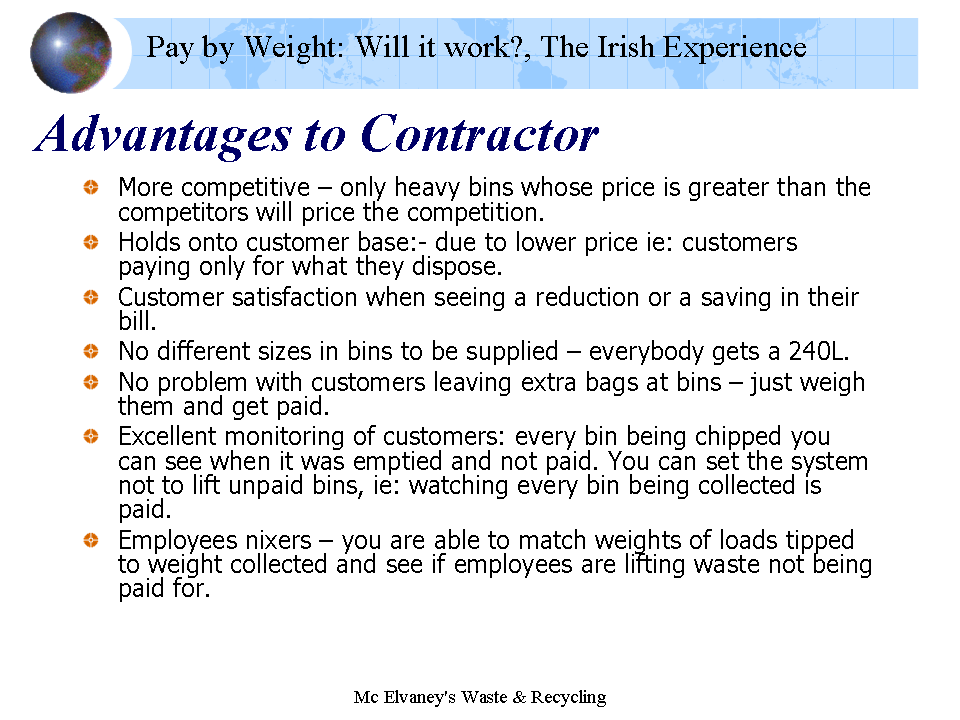 Pay by Weight: Will it work?, The Irish Experience
Advantages to Contractor
More competitive – only heavy bins whose price is greater than the
competitors will price the competition.
Holds onto customer base:- due to lower price ie: customers
paying only for what they dispose.
Customer satisfaction when seeing a reduction or a saving in their
bill.
No different sizes in bins to be supplied – everybody gets a 240L.
No problem with customers leaving extra bags at bins – just weigh
them and get paid.
Excellent monitoring of customers: every bin being chipped you
can see when it was emptied and not paid. You can set the system
not to lift unpaid bins, ie: watching every bin being collected is
paid.
Employees nixers – you are able to match weights of loads tipped
to weight collected and see if employees are lifting waste not being
paid for.
Mc Elvaney's Waste & Recycling